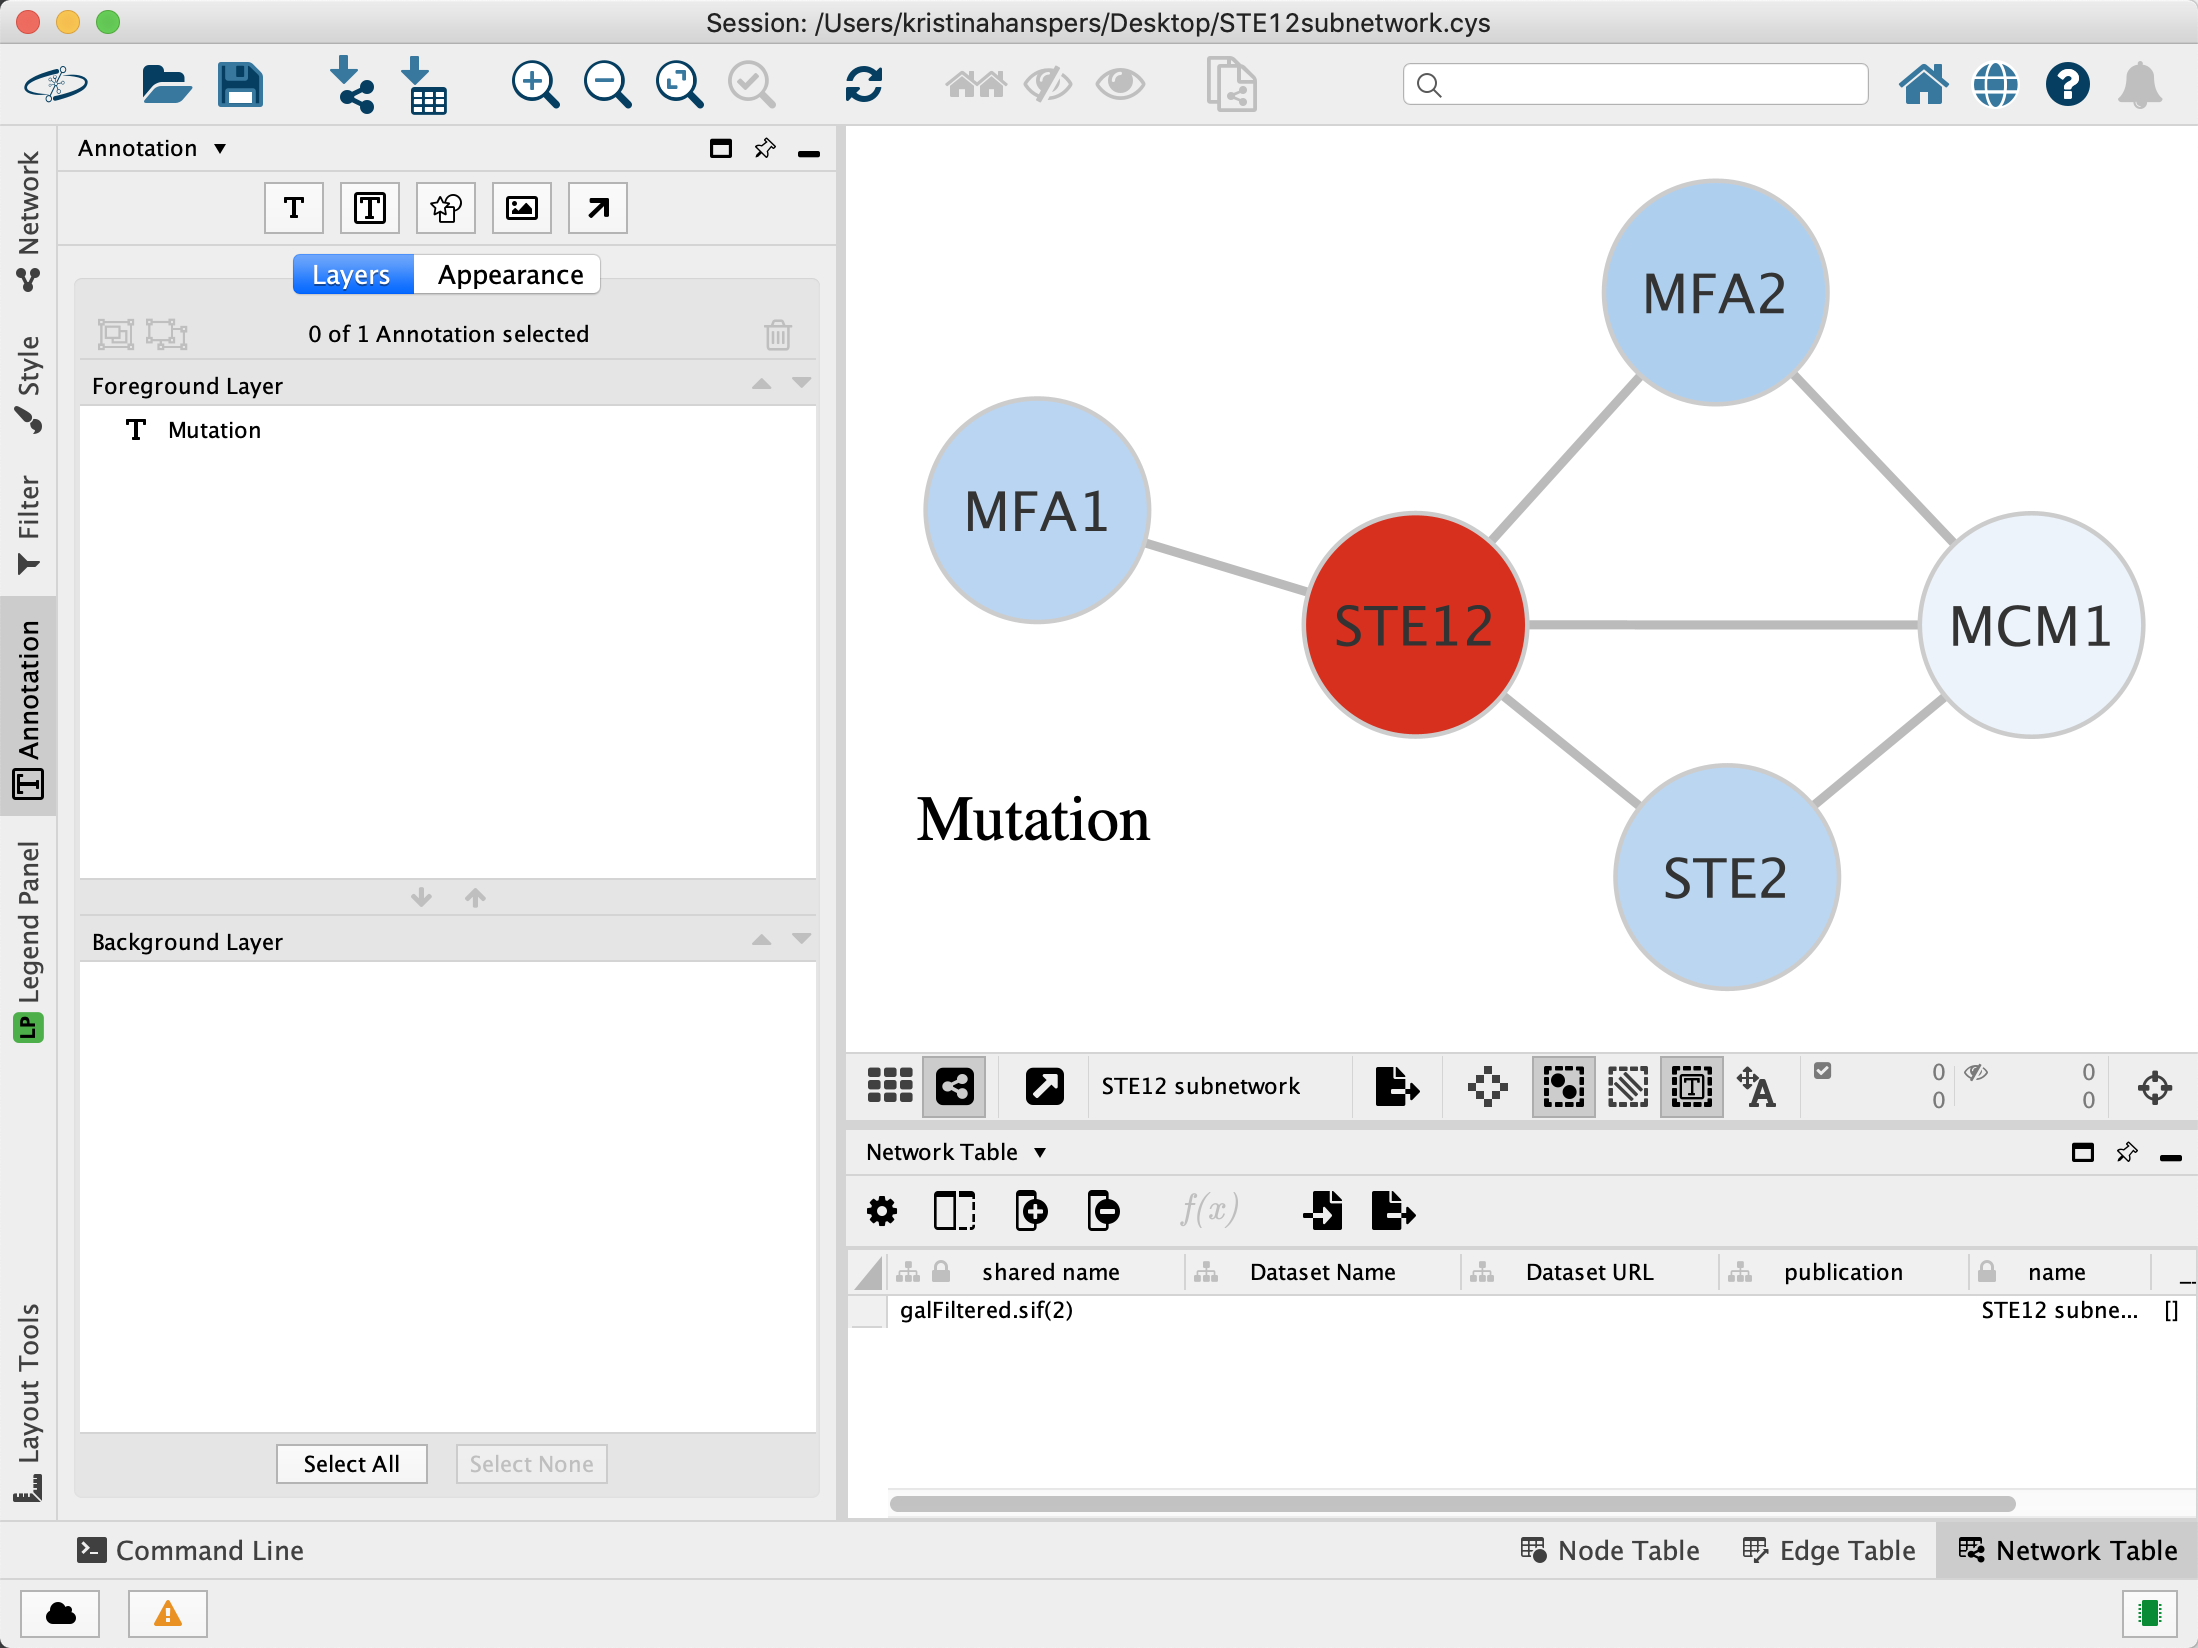 Session: /Users/kristinahanspers/Desktop/STE12subnetwork.cys
Network
Style
Filter
Annotation
LP Legend Panel
Layout Tools
Annotation
T
T
Layers
Appearance
0 of 1 Annotation selected
Foreground Layer
T Mutation
Background Layer
Select All
Select None
MFA2
MFA1
STE12
MCM1
Mutation
STE2
STE12 subnetwork
T
A
0
0
0
0
Network Table
f(x)
shared name
Dataset Name
Dataset URL
publication
name
galFiltered.sif(2)
STE12 subne...
[]
Command Line
Node Table
Edge Table
Network Table